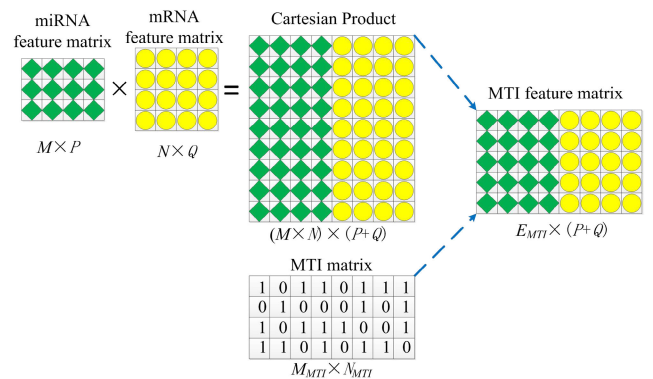 miRNA
feature matrix
mRNA
feature matrix
Cartesian Product
×
=
M×P
N×Q
(M×N)×(P+Q)
MTI feature matrix
E_MTI×(P+Q)
MTI matrix
1 0 1 1 0 1 1 1
0 1 0 0 0 1 0 1
1 0 1 1 1 0 0 1
1 1 0 1 0 1 1 0
M_MTI×N_MTI